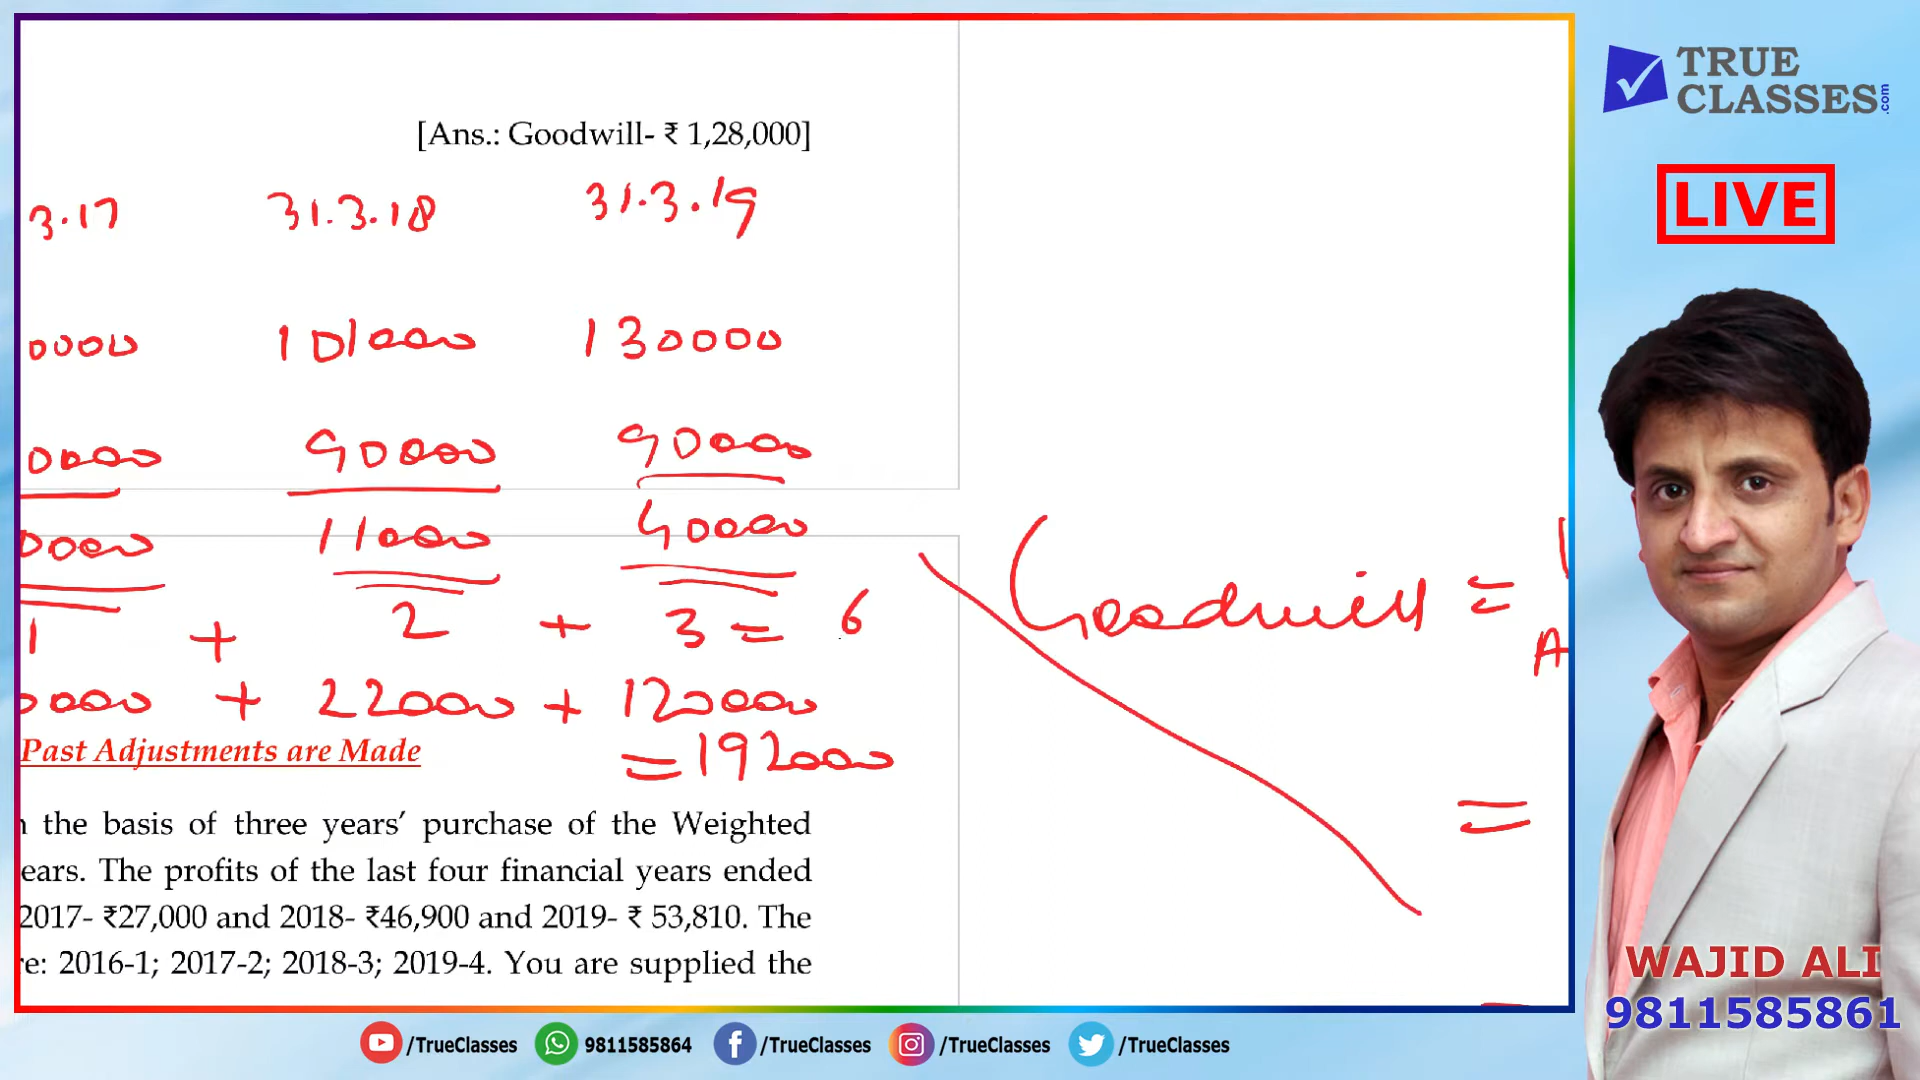 [Ans.: Goodwill- ₹ 1,28,000]
3.17 31.3.18 31.3.19
0000 101000 130000
0000 90000 90000
0000 11000 40000
1 + 2 + 3 = 6
0000 + 22000 + 120000
= 192000
Goodwill =
A
=
Past Adjustments are Made
the basis of three years’ purchase of the Weighted
ears. The profits of the last four financial years ended
2017- ₹27,000 and 2018- ₹46,900 and 2019- ₹ 53,810. The
re: 2016-1; 2017-2; 2018-3; 2019-4. You are supplied the
TRUE
CLASSES.com
LIVE
WAJID ALI
9811585861
/TrueClasses 9811585864 /TrueClasses /TrueClasses /TrueClasses